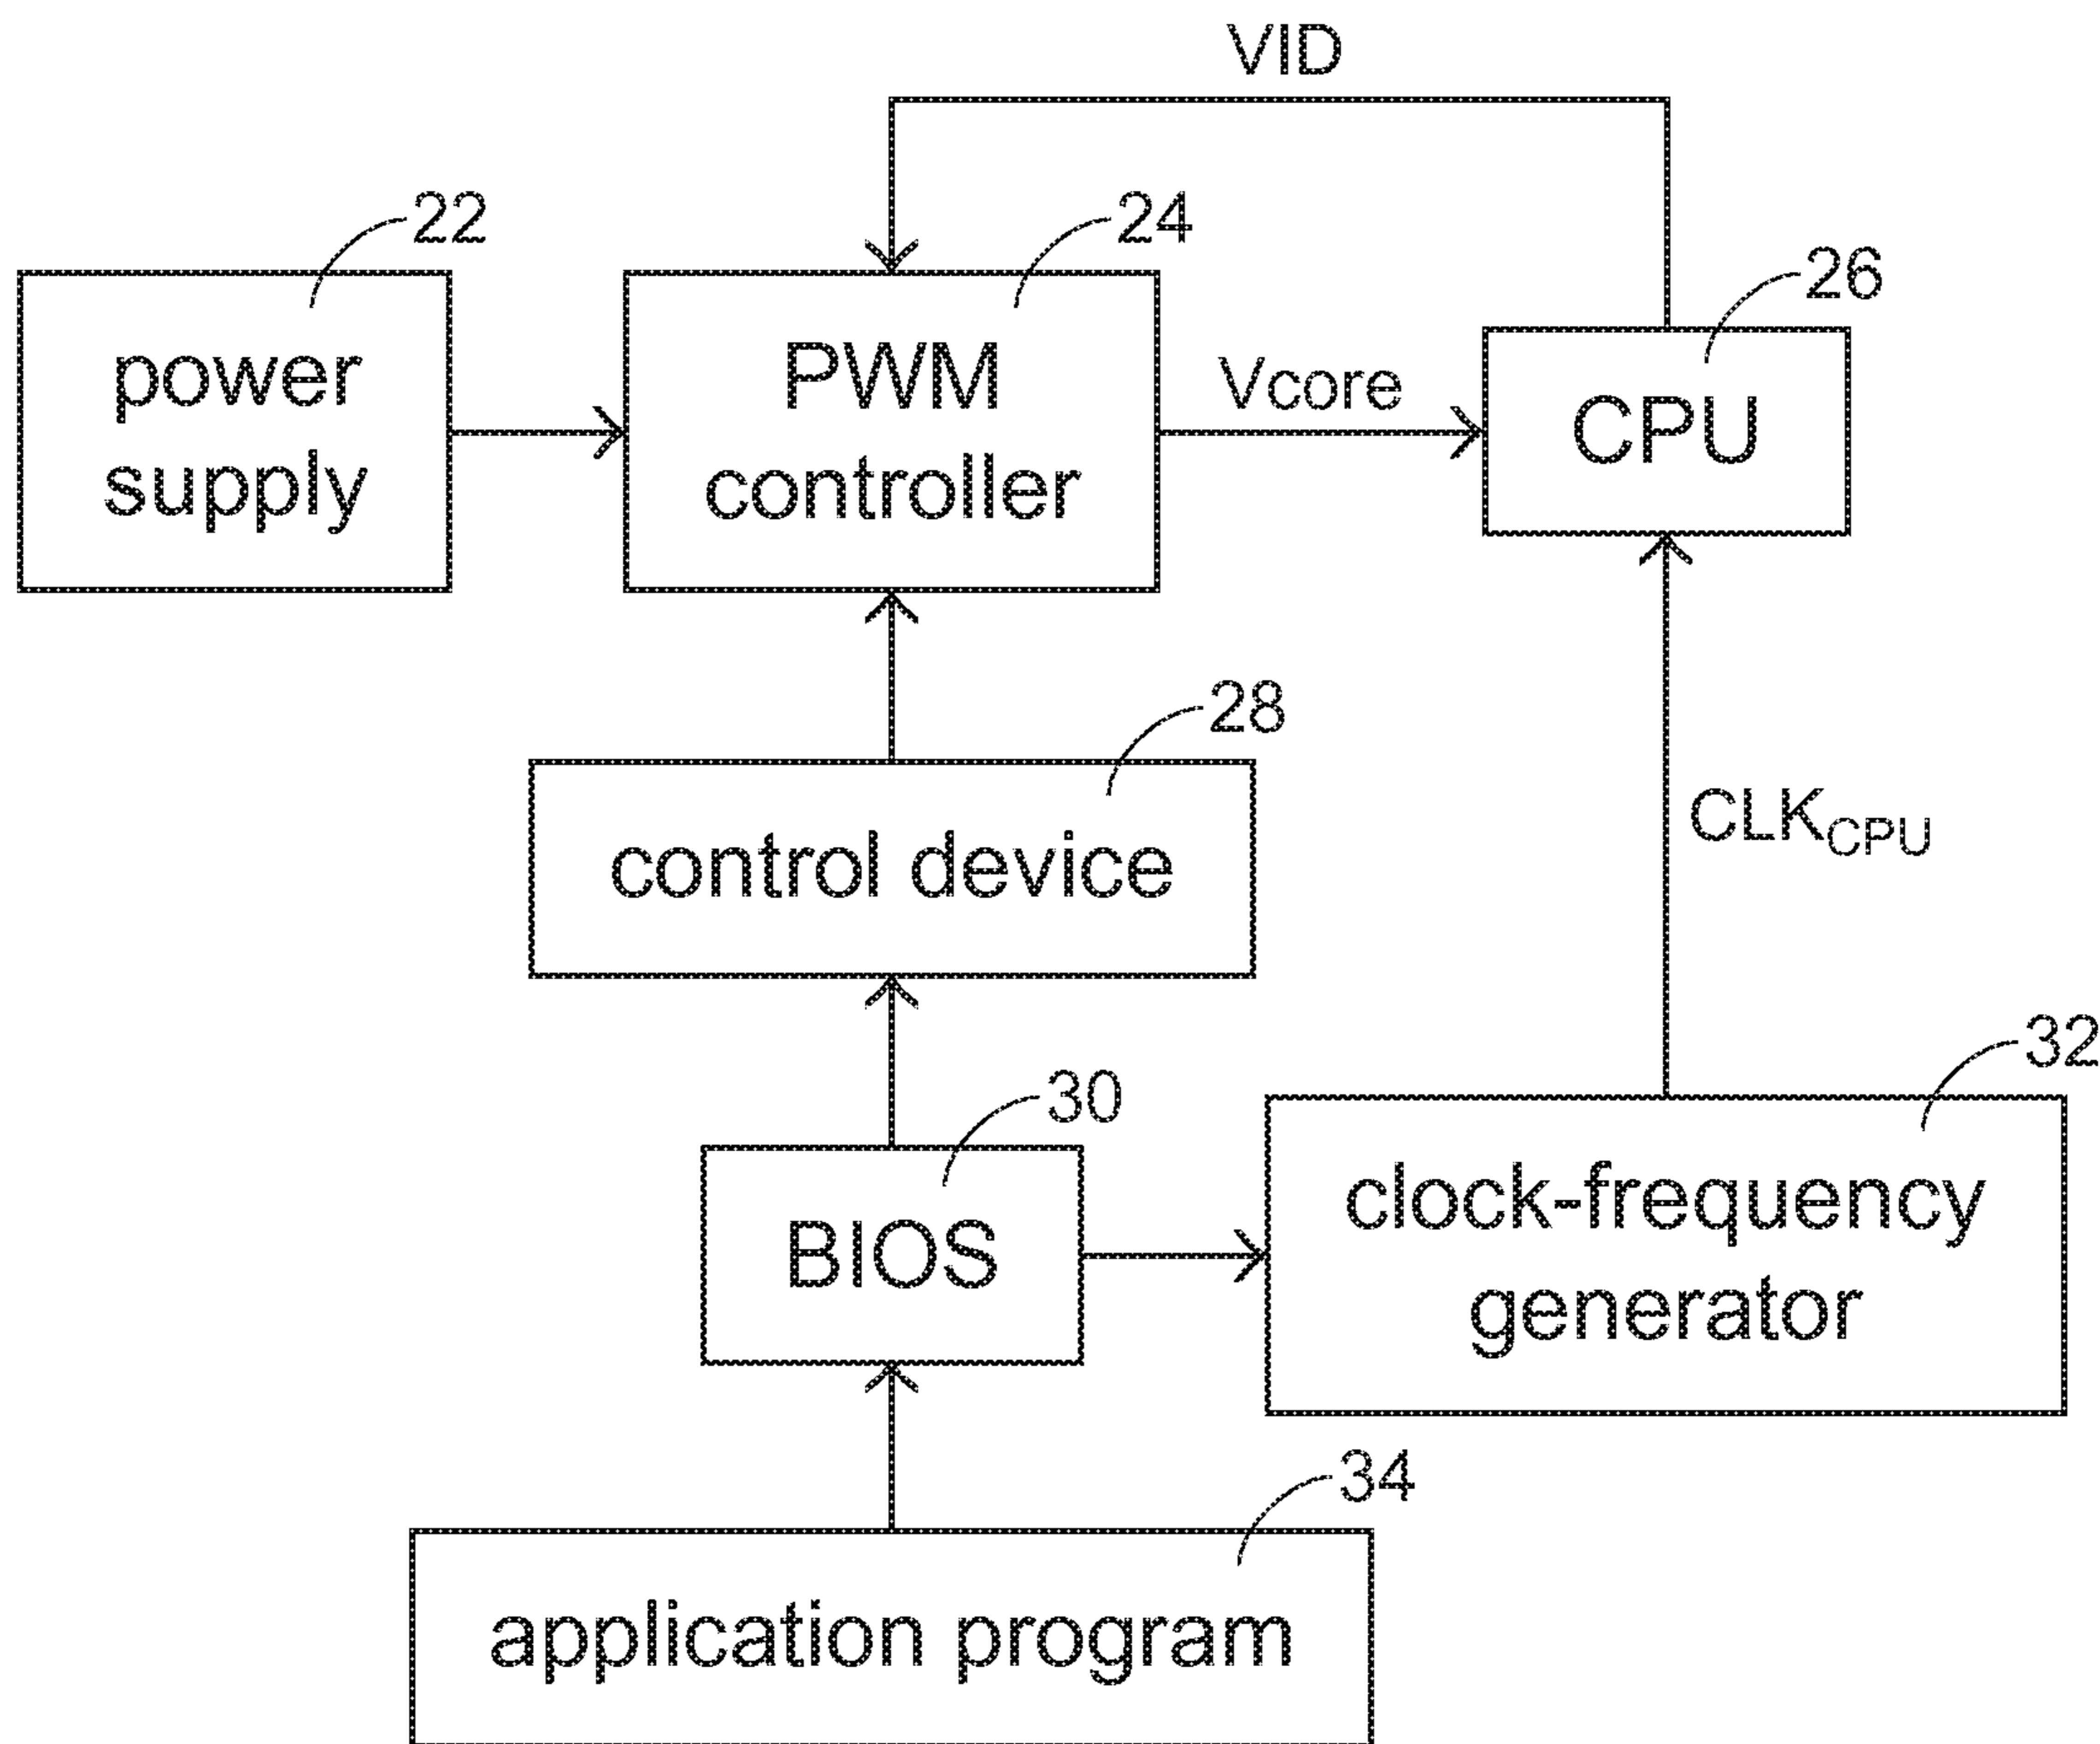 VID
22
24
26
power
supply
PWM
controller
Vcore
CPU
28
control device
CLKCPU
30
32
BIOS
clock-frequency
generator
34
application program